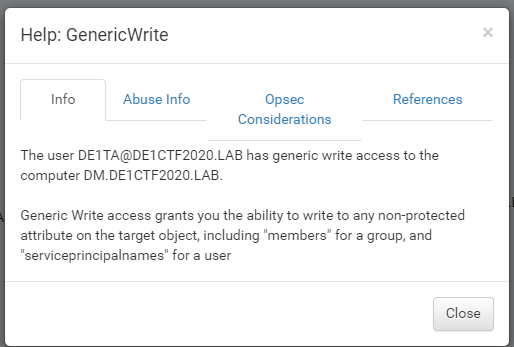 Help: GenericWrite
×
Info
Abuse Info
Opsec
Considerations
References
The user DE1TA@DE1CTF2020.LAB has generic write access to the
computer DM.DE1CTF2020.LAB.
Generic Write access grants you the ability to write to any non-protected
attribute on the target object, including "members" for a group, and
"serviceprincipalnames" for a user
Close